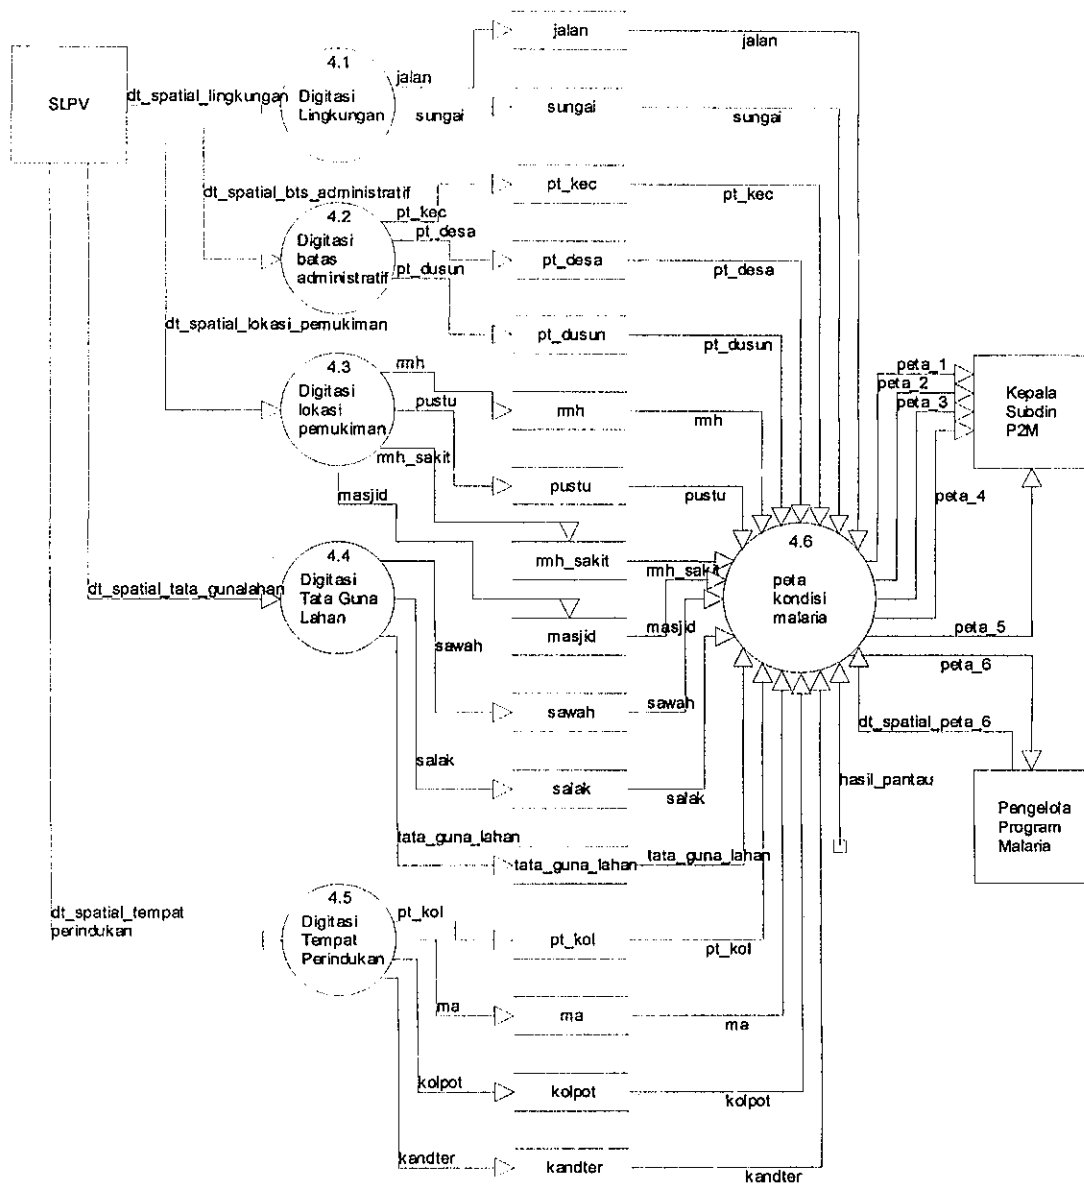 jalan
jalan
4.1
jalan
SLPV
dt_spatial_lingkungan
Digitasi
Lingkungan
sungai
sungai
sungai
dt_spatial_bts_administratif
pt_kec
pt_kec
pt_kec
4.2
pt_desa
Digitasi
batas
administratif
pt_dusun
pt_desa
pt_desa
dt_spatial_lokasi_pemukiman
pt_dusun
pt_dusun
4.3
rmh
Digitasi
lokasi
pemukiman
pustu
rmh
rmh
peta_1
peta_2
peta_3
Kepala
Subdin
P2M
rmh_sakit
masjid
pustu
pustu
peta_4
4.4
Digitasi
Tata Guna
Lahan
dt_spatial_tata_gunalahan
rmh_sakit
rmh_sakit
4.6
peta
kondisi
malaria
sawah
masjid
masjid
peta_5
peta_6
sawah
sawah
dt_spatial_peta_6
salak
salak
salak
hasil_pantau
Pengelola
Program
Malaria
tata_guna_lahan
tata_guna_lahan
tata_guna_lahan
4.5
Digitasi
Tempat
Perindukan
dt_spatial_tempat
perindukan
pt_kol
pt_kol
pt_kol
ma
ma
ma
kolpot
kolpot
kolpot
kandter
kandter
kandter